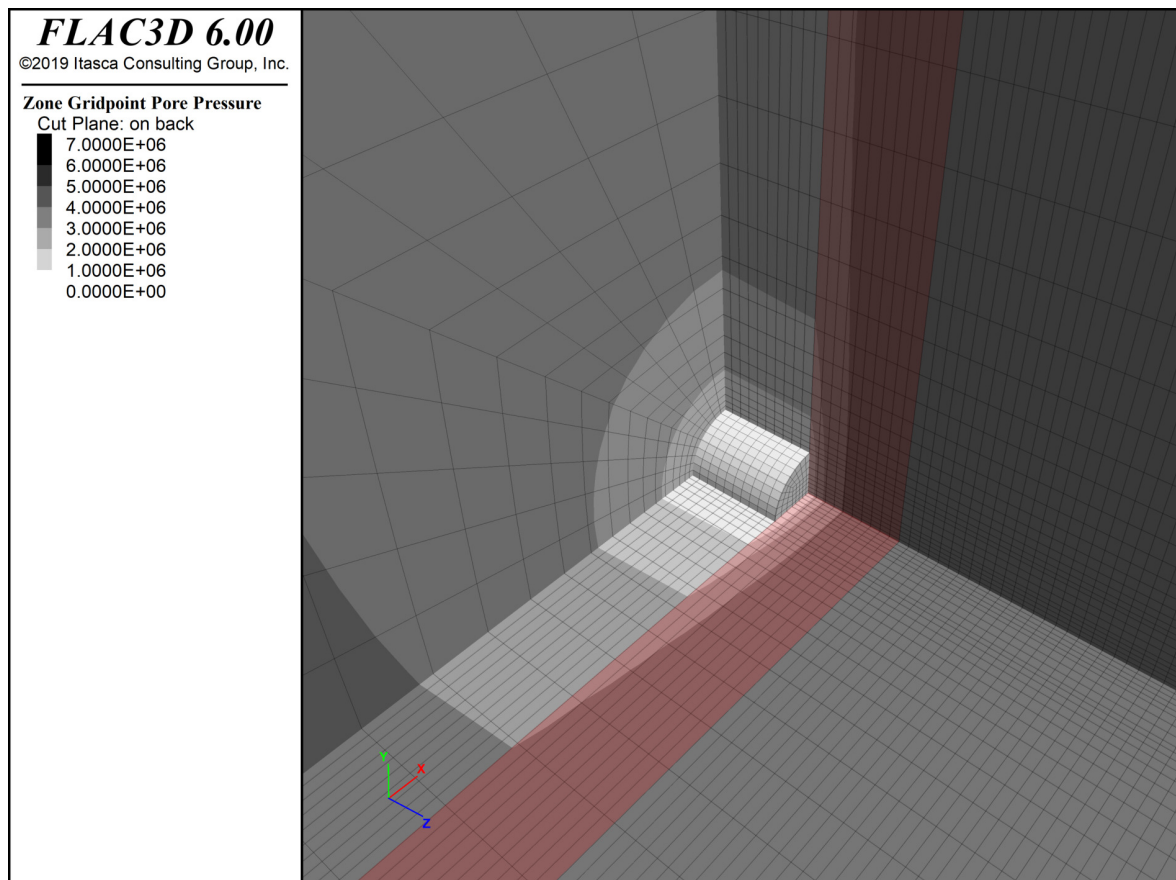 FLAC3D 6.00
©2019 Itasca Consulting Group, Inc.
Zone Gridpoint Pore Pressure
Cut Plane: on back
7.0000E+06
6.0000E+06
5.0000E+06
4.0000E+06
3.0000E+06
2.0000E+06
1.0000E+06
0.0000E+00
Y
X
Z